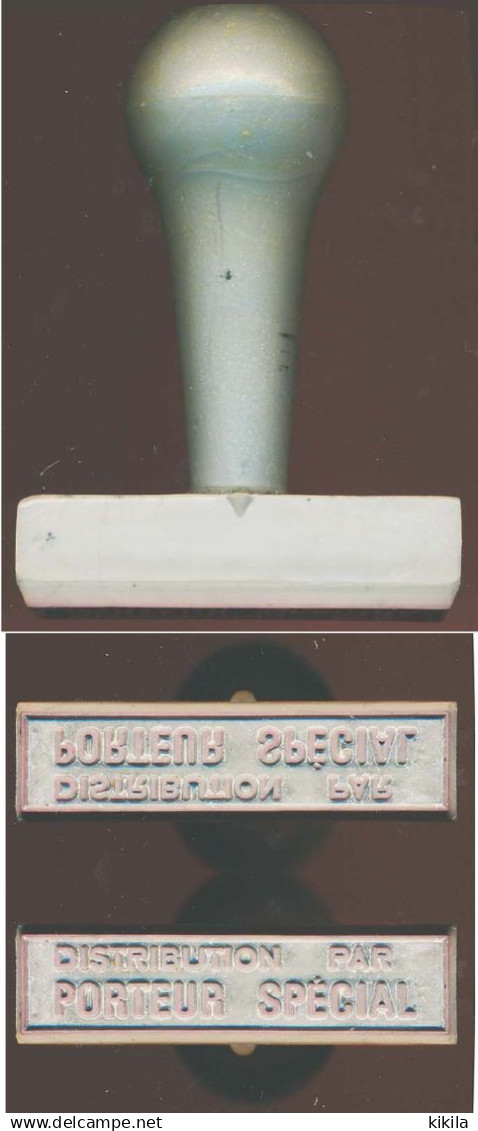 PORTEUR SPÉCIAL
DISTRIBUTION PAR
DISTRIBUTION PAR
PORTEUR SPÉCIAL
www.delcampe.net
kikila